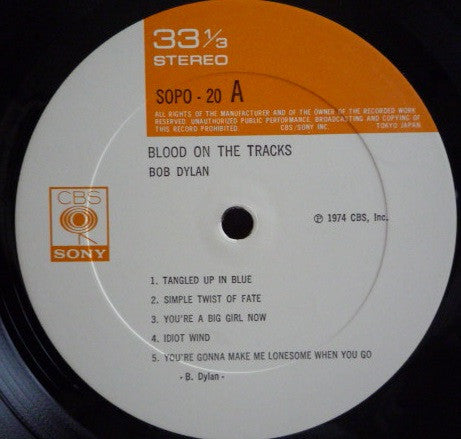 33 1/3
STEREO
SOPO - 20 A
ALL RIGHTS OF THE MANUFACTURER AND OF THE OWNER OF THE RECORDED WORK
RESERVED. UNAUTHORIZED PUBLIC PERFORMANCE. BROADCASTING AND COPYING OF
THIS RECORD PROHIBITED    CBS/SONY INC.    TOKYO JAPAN
BLOOD ON THE TRACKS
BOB DYLAN
CBS
SONY
℗ 1974 CBS, Inc.
1. TANGLED UP IN BLUE
2. SIMPLE TWIST OF FATE
3. YOU'RE A BIG GIRL NOW
4. IDIOT WIND
5. YOU'RE GONNA MAKE ME LONESOME WHEN YOU GO
- B. Dylan -